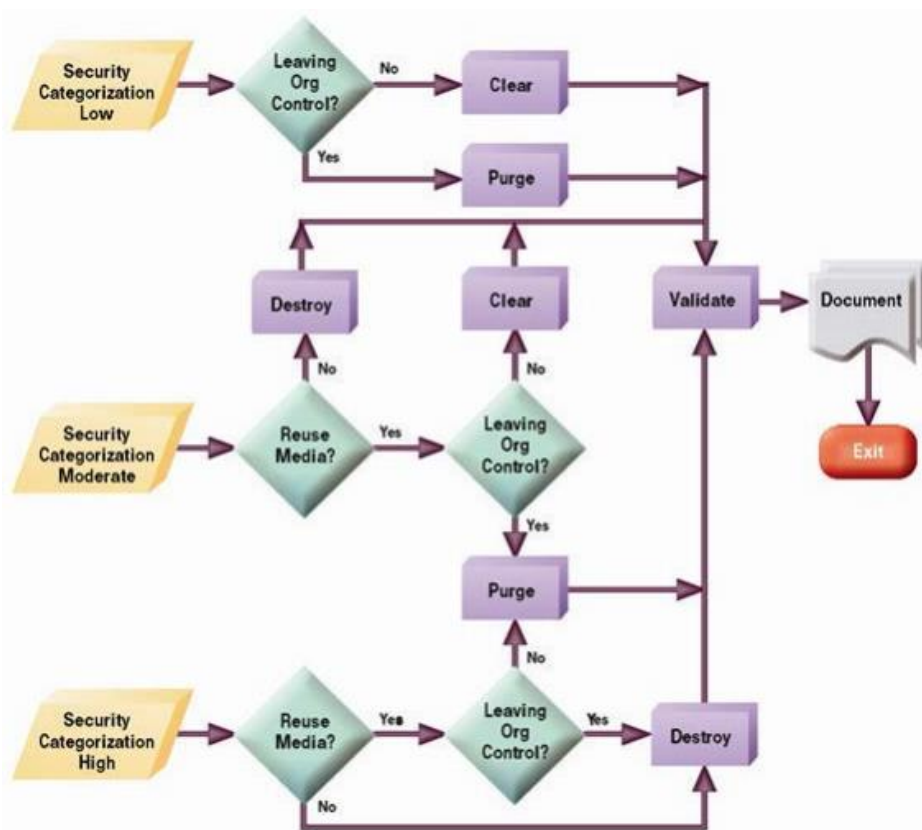 Security
Categorization
Low
Leaving
Org
Control?
No
Clear
Yes
Purge
Destroy
Clear
Validate
Document
No
No
Security
Categorization
Moderate
Reuse
Media?
Yes
Leaving
Org
Control?
Exit
Yes
Purge
No
Security
Categorization
High
Reuse
Media?
Yes
Leaving
Org
Control?
Yes
Destroy
No